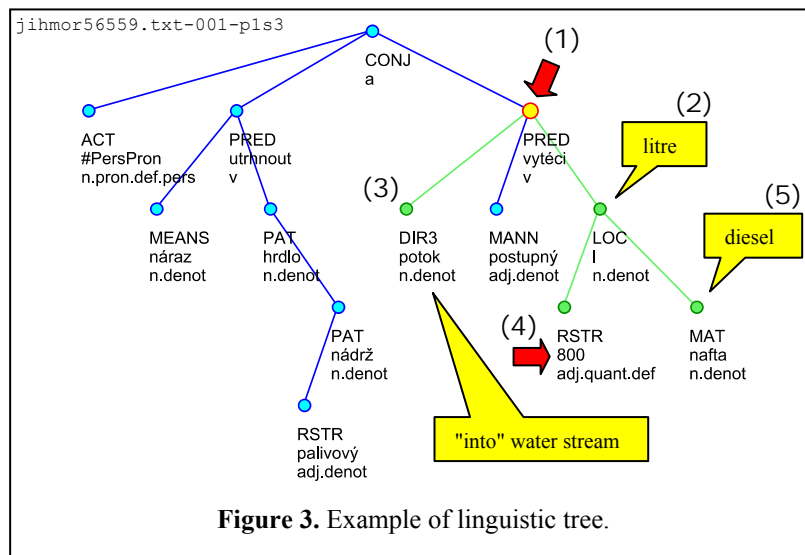 jihmor56559.txt-001-p1s3
CONJ
a
(1)
ACT
#PersPron
n.pron.def.pers
PRED
utrhnout
v
PRED
vytéci
v
(2)
litre
(3)
MEANS
náraz
n.denot
PAT
hrdlo
n.denot
DIR3
potok
n.denot
MANN
postupný
adj.denot
LOC
l
n.denot
(5)
diesel
PAT
nádrž
n.denot
(4)
RSTR
800
adj.quant.def
MAT
nafta
n.denot
RSTR
palivový
adj.denot
"into" water stream
Figure 3. Example of linguistic tree.